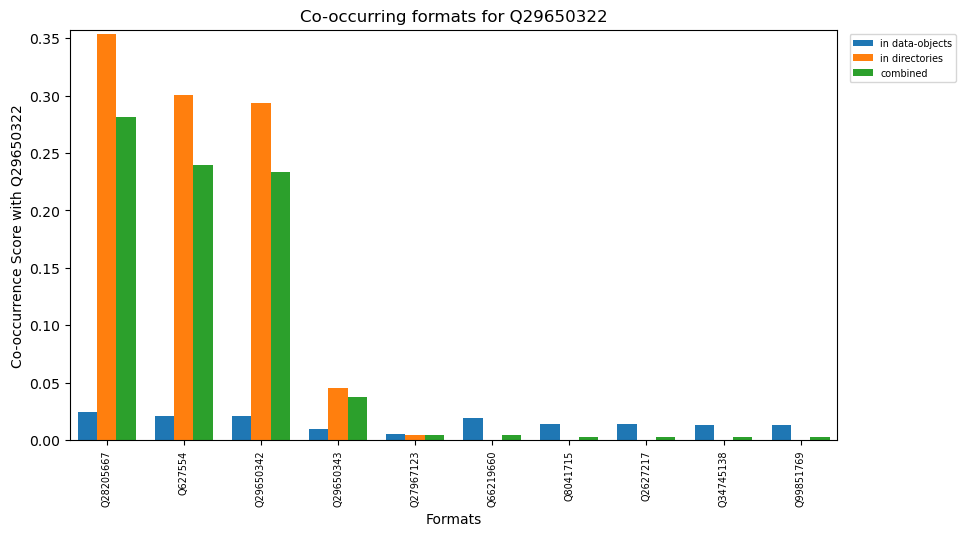 Co-occurring formats for Q29650322
in data-objects
in directories
combined
Co-occurrence Score with Q29650322
0.35
0.30
0.25
0.20
0.15
0.10
0.05
0.00
Q28205667
Q627554
Q29650342
Q29650343
Q27967123
Q66219660
Q8041715
Q2627217
Q34745138
Q99851769
Formats